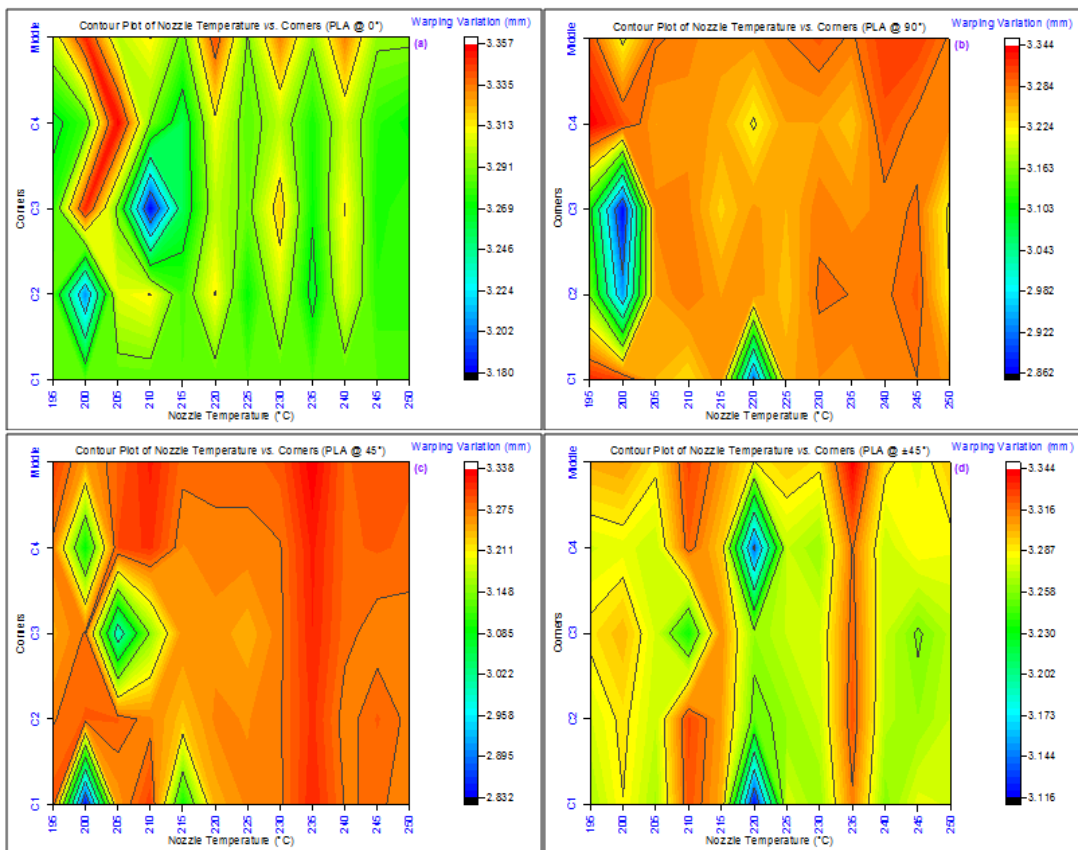 Contour Plot of Nozzle Temperature vs. Corners (PLA @ 0°)
Warping Variation (mm)
(a)
Middle
C4
C3
C2
C1
Corners
195 200 205 210 215 220 225 230 235 240 245 250
Nozzle Temperature (°C)
3.357
3.335
3.313
3.291
3.269
3.246
3.224
3.202
3.180
Contour Plot of Nozzle Temperature vs. Corners (PLA @ 90°)
Warping Variation (mm)
(b)
Middle
C4
C3
C2
C1
Corners
195 200 205 210 215 220 225 230 235 240 245 250
Nozzle Temperature (°C)
3.344
3.284
3.224
3.163
3.103
3.043
2.982
2.922
2.862
Contour Plot of Nozzle Temperature vs. Corners (PLA @ 45°)
Warping Variation (mm)
(c)
Middle
C4
C3
C2
C1
Corners
195 200 205 210 215 220 225 230 235 240 245 250
Nozzle Temperature (°C)
3.338
3.275
3.211
3.148
3.085
3.022
2.958
2.895
2.832
Contour Plot of Nozzle Temperature vs. Corners (PLA @ ±45°)
Warping Variation (mm)
(d)
Middle
C4
C3
C2
C1
Corners
195 200 205 210 215 220 225 230 235 240 245 250
Nozzle Temperature (°C)
3.344
3.316
3.287
3.258
3.230
3.202
3.173
3.144
3.116